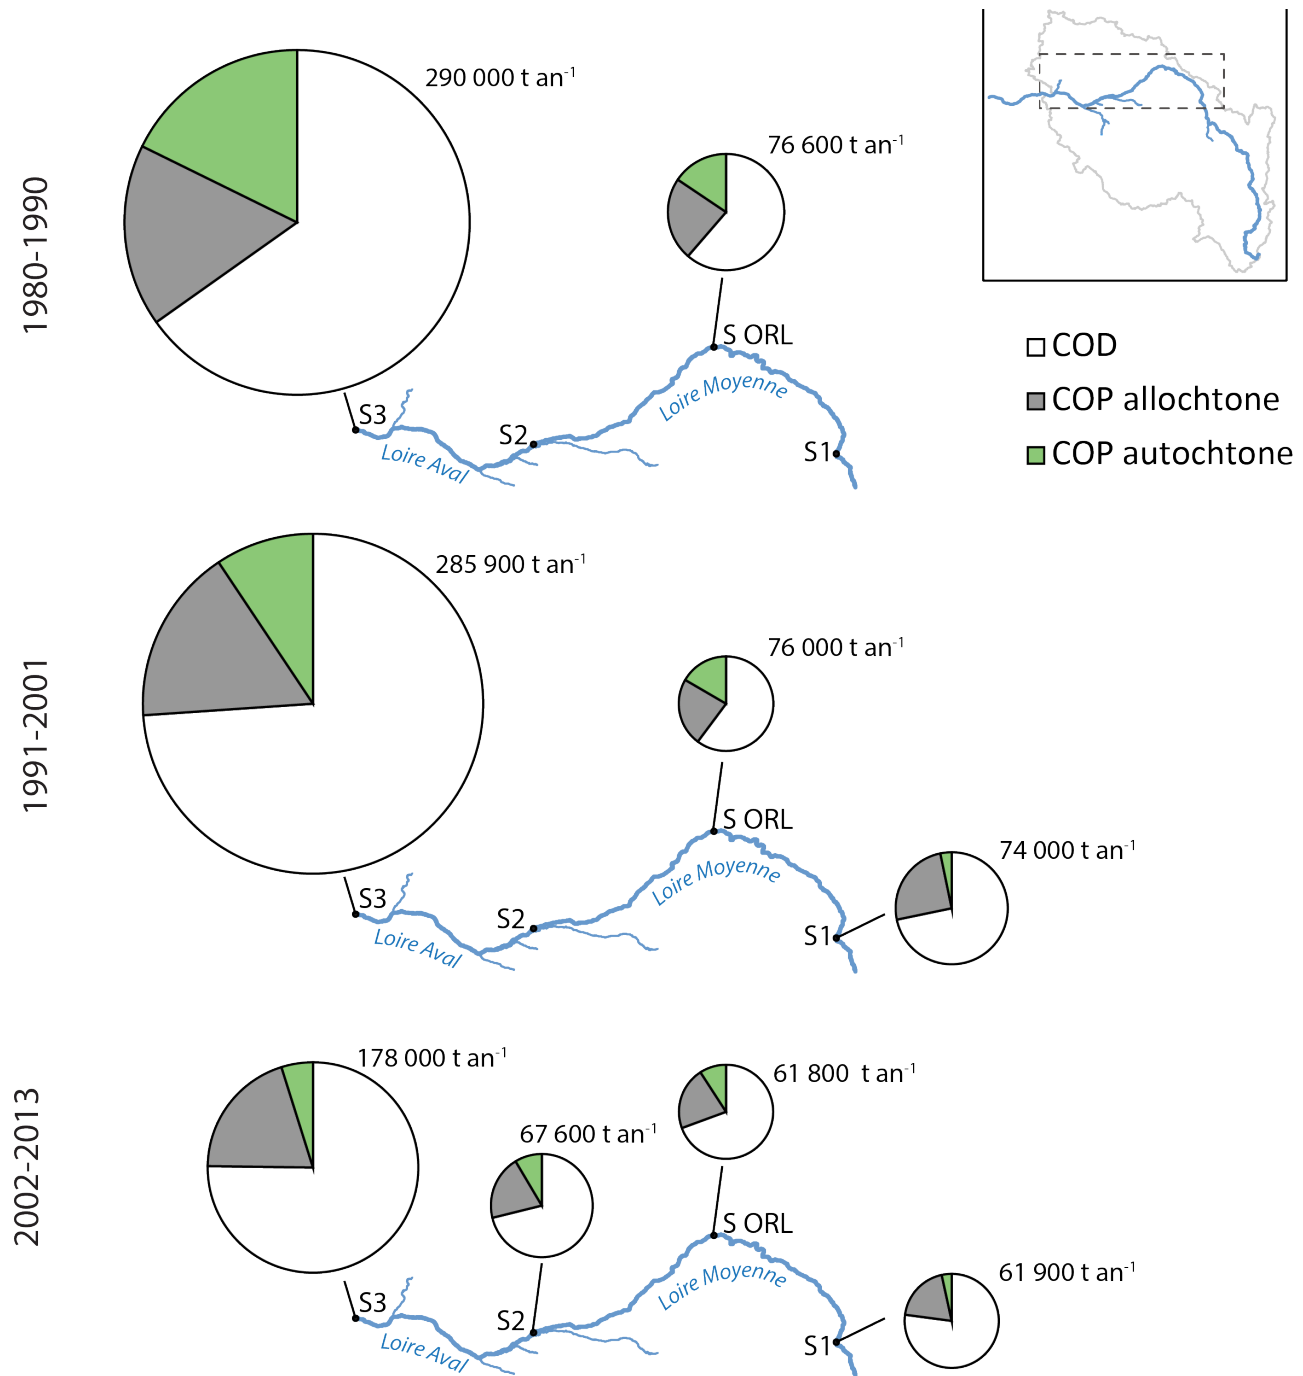 1980-1990
290 000 t an⁻¹
76 600 t an⁻¹
S ORL
Loire Moyenne
S3
S2
Loire Aval
S1
COD
COP allochtone
COP autochtone
1991-2001
285 900 t an⁻¹
76 000 t an⁻¹
S ORL
Loire Moyenne
74 000 t an⁻¹
S3
S2
Loire Aval
S1
2002-2013
178 000 t an⁻¹
67 600 t an⁻¹
61 800 t an⁻¹
S ORL
Loire Moyenne
61 900 t an⁻¹
S3
S2
Loire Aval
S1